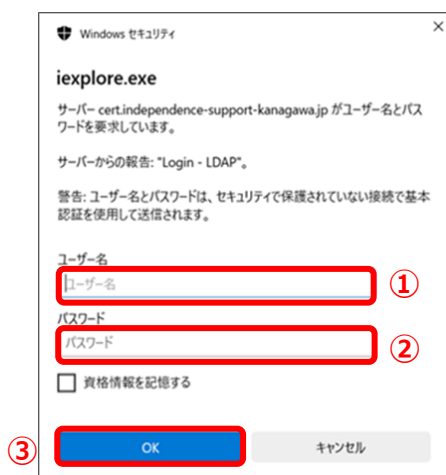 Windows セキュリティ
×
iexplore.exe
サーバー cert.independence-support-kanagawa.jp がユーザー名とパス
ワードを要求しています。
サーバーからの報告: "Login - LDAP"。
警告: ユーザー名とパスワードは、セキュリティで保護されていない接続で基本
認証を使用して送信されます。
ユーザー名
ユーザー名
①
パスワード
パスワード
②
資格情報を記憶する
③
OK
キャンセル